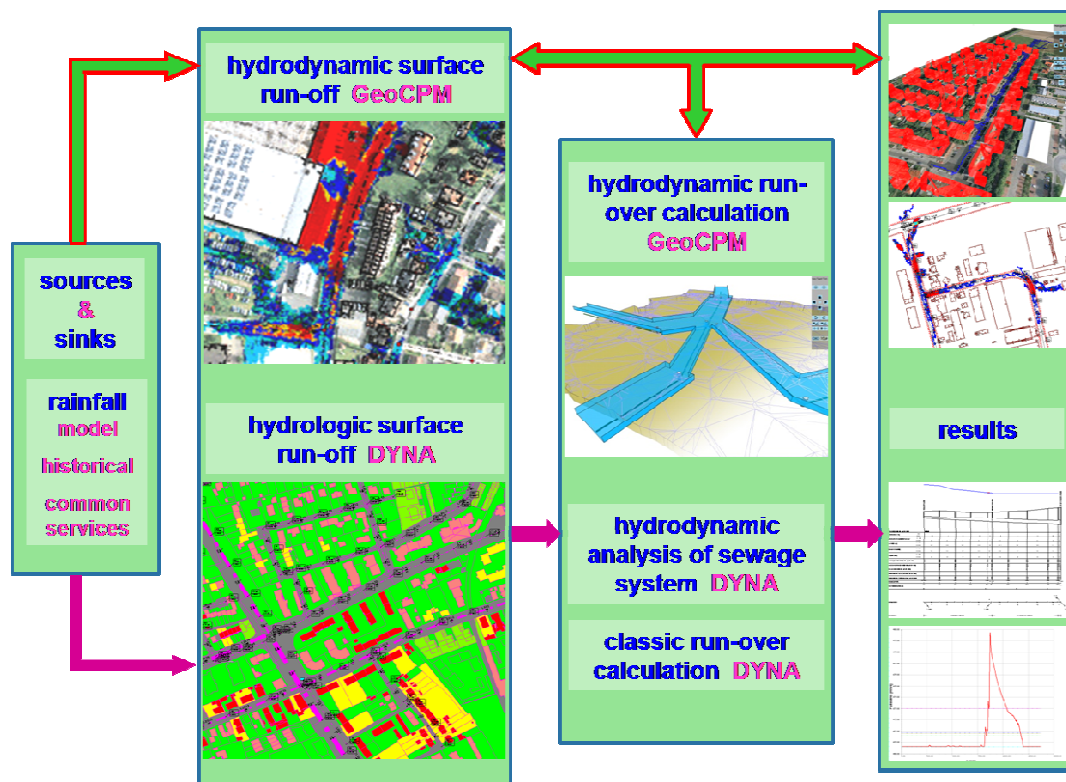 sources
&
sinks
rainfall
model
historical
common
services
hydrodynamic surface
run-off GeoCPM
hydrologic surface
run-off DYNA
hydrodynamic run-
over calculation
GeoCPM
hydrodynamic
analysis of sewage
system DYNA
classic run-over
calculation DYNA
results